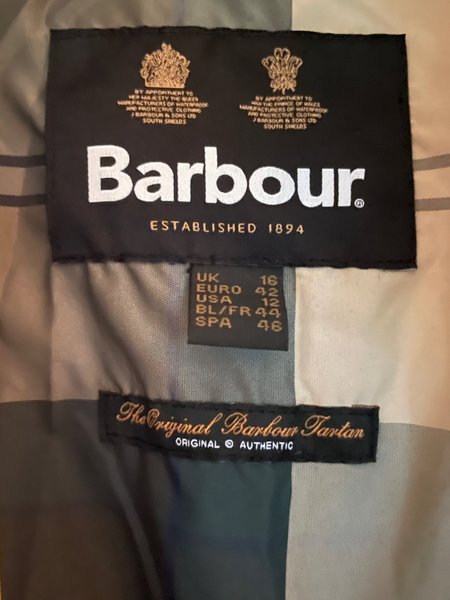 BY APPOINTMENT TO
HER MAJESTY THE QUEEN
MANUFACTURERS OF WATERPROOF
AND PROTECTIVE CLOTHING
J BARBOUR & SONS LTD
SOUTH SHIELDS
BY APPOINTMENT TO
HRH THE PRINCE OF WALES
MANUFACTURERS OF WATERPROOF
AND PROTECTIVE CLOTHING
J BARBOUR & SONS LTD
SOUTH SHIELDS
Barbour®
ESTABLISHED 1894
UK 16
EURO 42
USA 12
BL/FR 44
SPA 46
The Original Barbour Tartan
ORIGINAL © AUTHENTIC